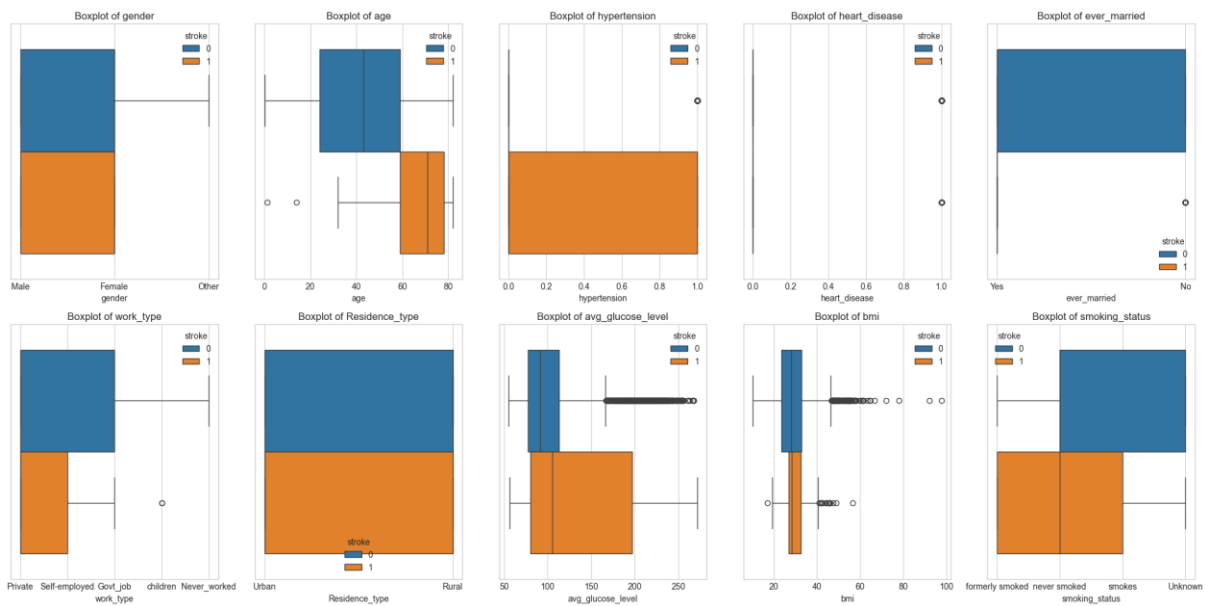 Boxplot of gender
stroke
0
1
Male Female Other
gender
Boxplot of age
stroke
0
1
0 20 40 60 80
age
Boxplot of hypertension
stroke
0
1
0.0 0.2 0.4 0.6 0.8 1.0
hypertension
Boxplot of heart_disease
stroke
0
1
0.0 0.2 0.4 0.6 0.8 1.0
heart_disease
Boxplot of ever_married
stroke
0
1
Yes No
ever_married
Boxplot of work_type
stroke
0
1
Private Self-employed Govt_job children Never_worked
work_type
Boxplot of Residence_type
stroke
0
1
Urban Rural
Residence_type
Boxplot of avg_glucose_level
stroke
0
1
50 100 150 200 250
avg_glucose_level
Boxplot of bmi
stroke
0
1
20 40 60 80 100
bmi
Boxplot of smoking_status
stroke
0
1
formerly smoked never smoked smokes Unknown
smoking_status